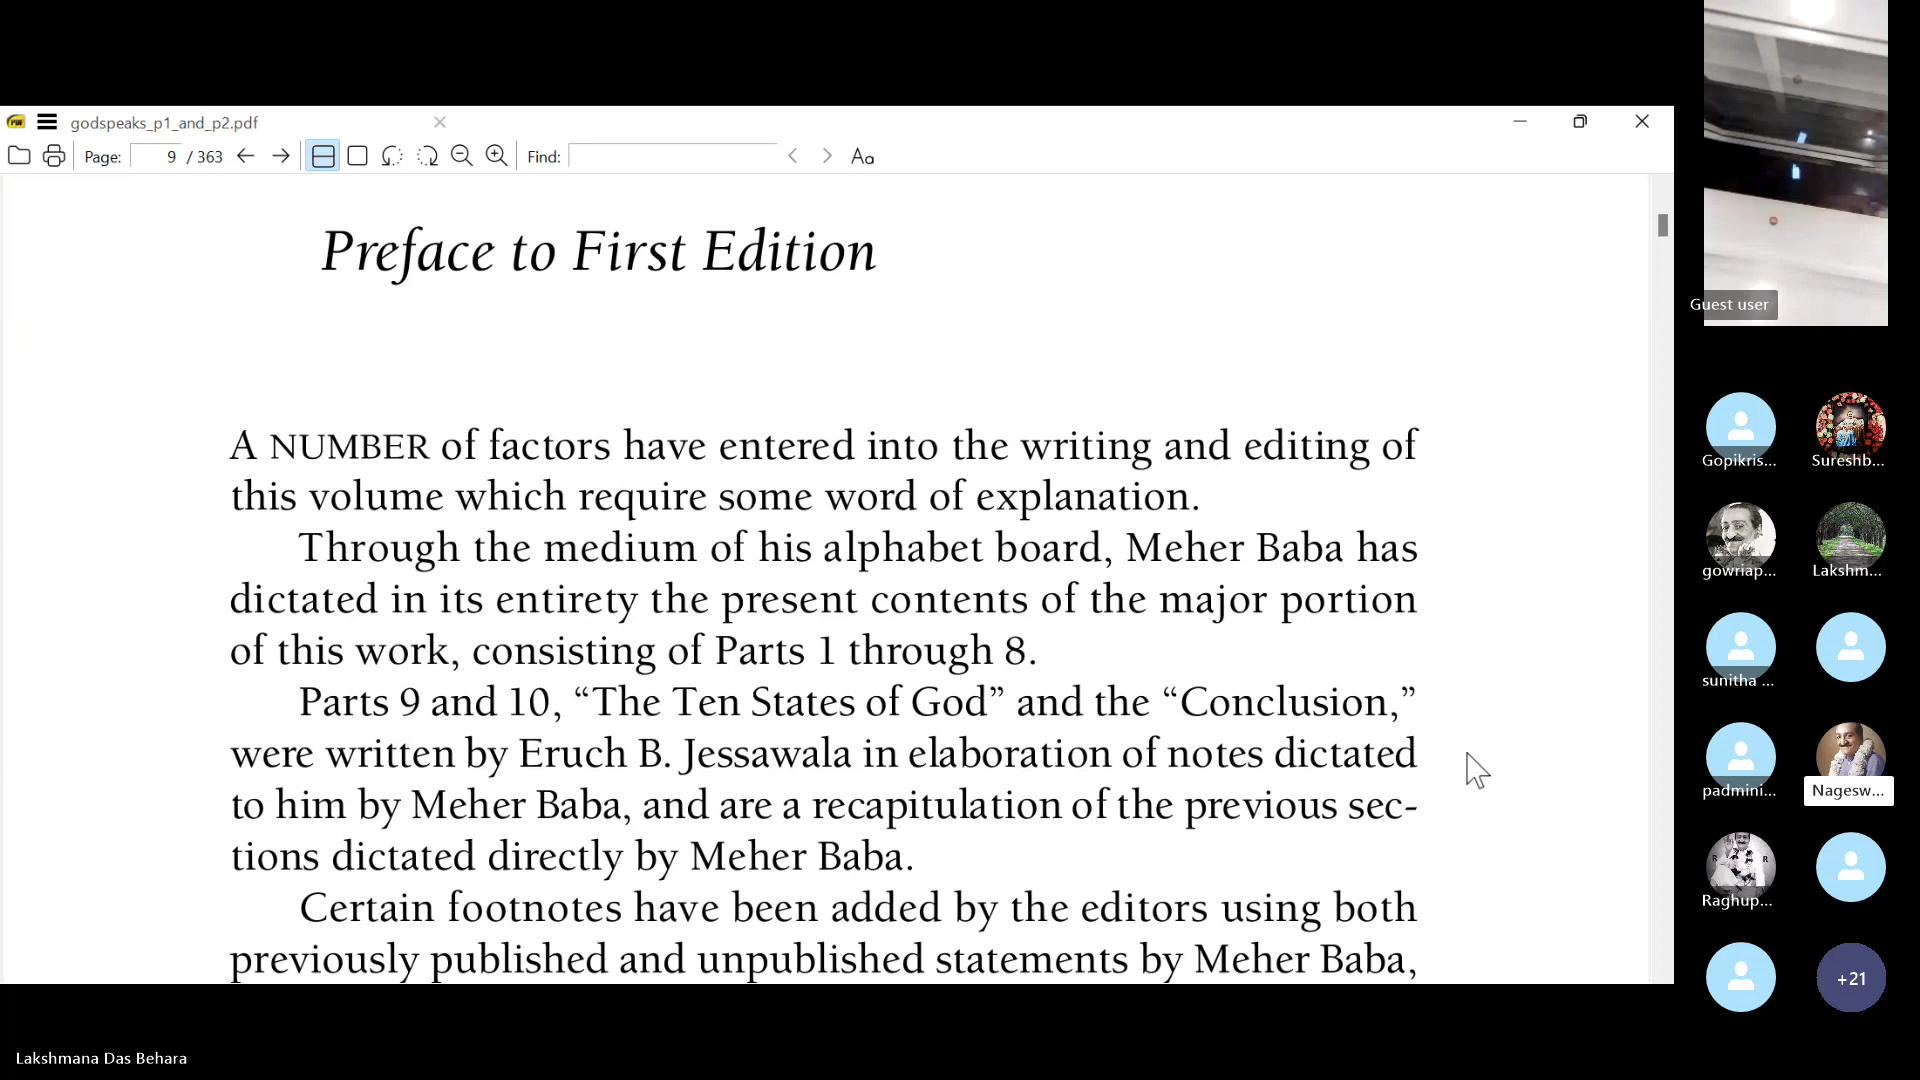 godspeaks_p1_and_p2.pdf
Page: 9 / 363 Find: Aa
Preface to First Edition
A NUMBER of factors have entered into the writing and editing of
this volume which require some word of explanation.
Through the medium of his alphabet board, Meher Baba has
dictated in its entirety the present contents of the major portion
of this work, consisting of Parts 1 through 8.
Parts 9 and 10, “The Ten States of God” and the “Conclusion,”
were written by Eruch B. Jessawala in elaboration of notes dictated
to him by Meher Baba, and are a recapitulation of the previous sec-
tions dictated directly by Meher Baba.
Certain footnotes have been added by the editors using both
previously published and unpublished statements by Meher Baba,
Guest user
Gopikris... Sureshb...
gowriap... Lakshm...
sunitha ...
padmini... Nagesw...
R R
Raghup...
+21
Lakshmana Das Behara